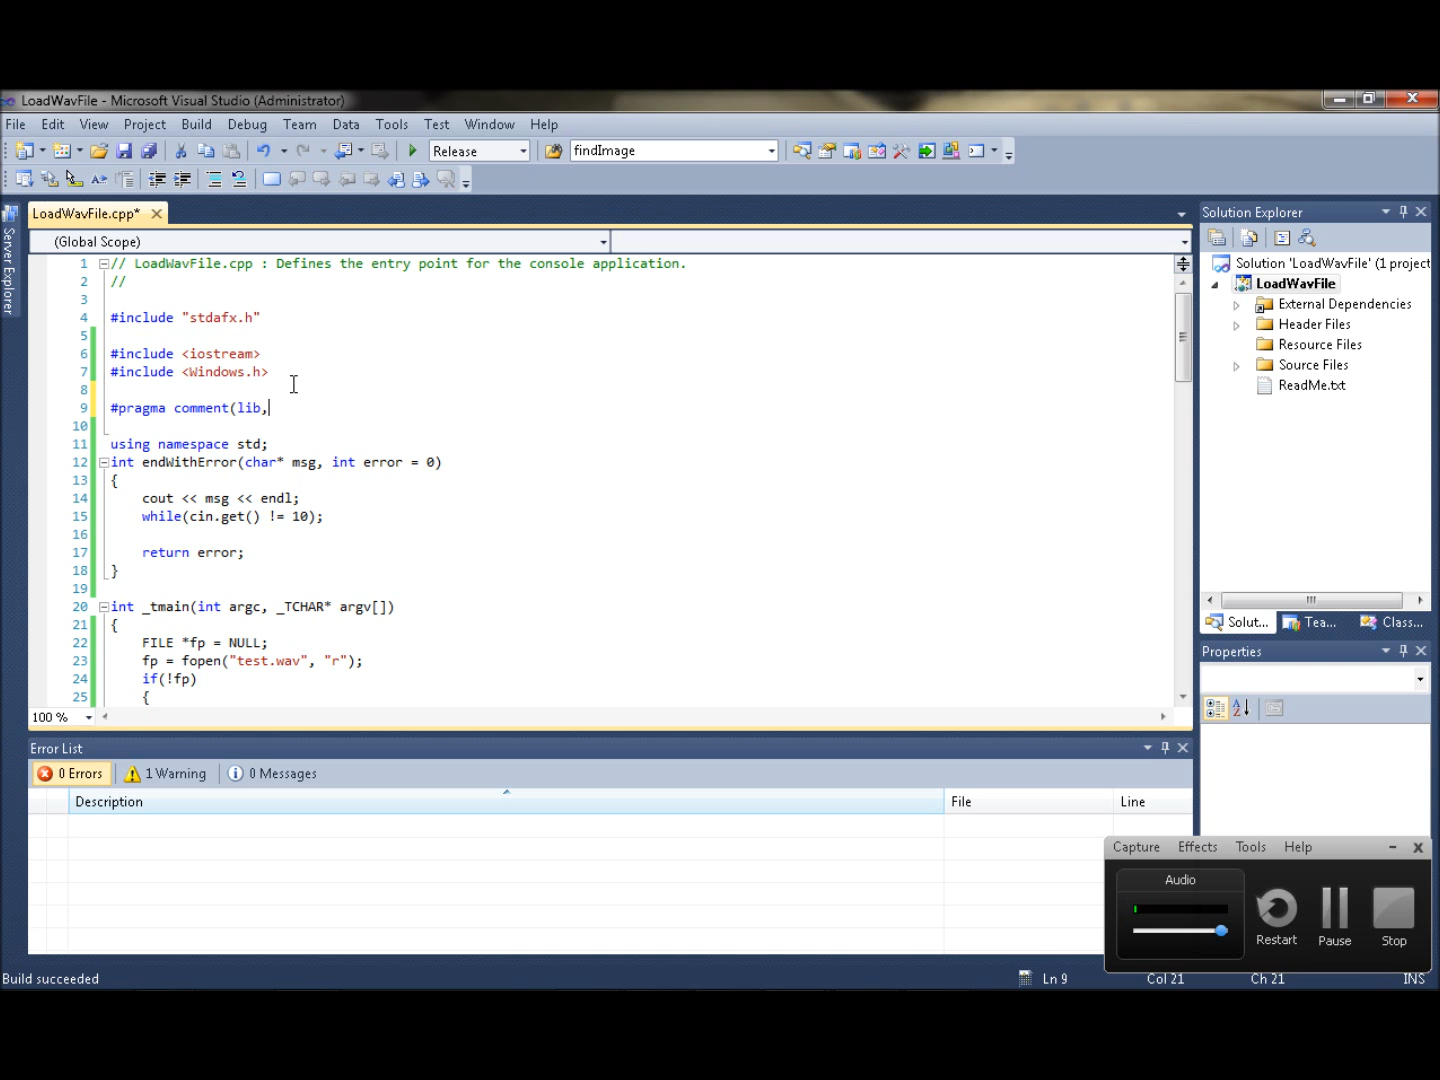 LoadWavFile - Microsoft Visual Studio (Administrator)
File Edit View Project Build Debug Team Data Tools Test Window Help
Release findImage
Server Explorer
LoadWavFile.cpp*
(Global Scope)
1 // LoadWavFile.cpp : Defines the entry point for the console application.
2 //
3
4 #include "stdafx.h"
5
6 #include <iostream>
7 #include <Windows.h>
8
9 #pragma comment(lib,
10
11 using namespace std;
12 int endWithError(char* msg, int error = 0)
13 {
14 cout << msg << endl;
15 while(cin.get() != 10);
16
17 return error;
18 }
19
20 int _tmain(int argc, _TCHAR* argv[])
21 {
22 FILE *fp = NULL;
23 fp = fopen("test.wav", "r");
24 if(!fp)
25 {
100 %
Solution Explorer
Solution 'LoadWavFile' (1 project
LoadWavFile
External Dependencies
Header Files
Resource Files
Source Files
ReadMe.txt
Solut... Tea... Class...
Properties
Error List
0 Errors 1 Warning 0 Messages
Description File Line
Capture Effects Tools Help
Audio
Restart Pause Stop
Build succeeded Ln 9 Col 21 Ch 21 INS